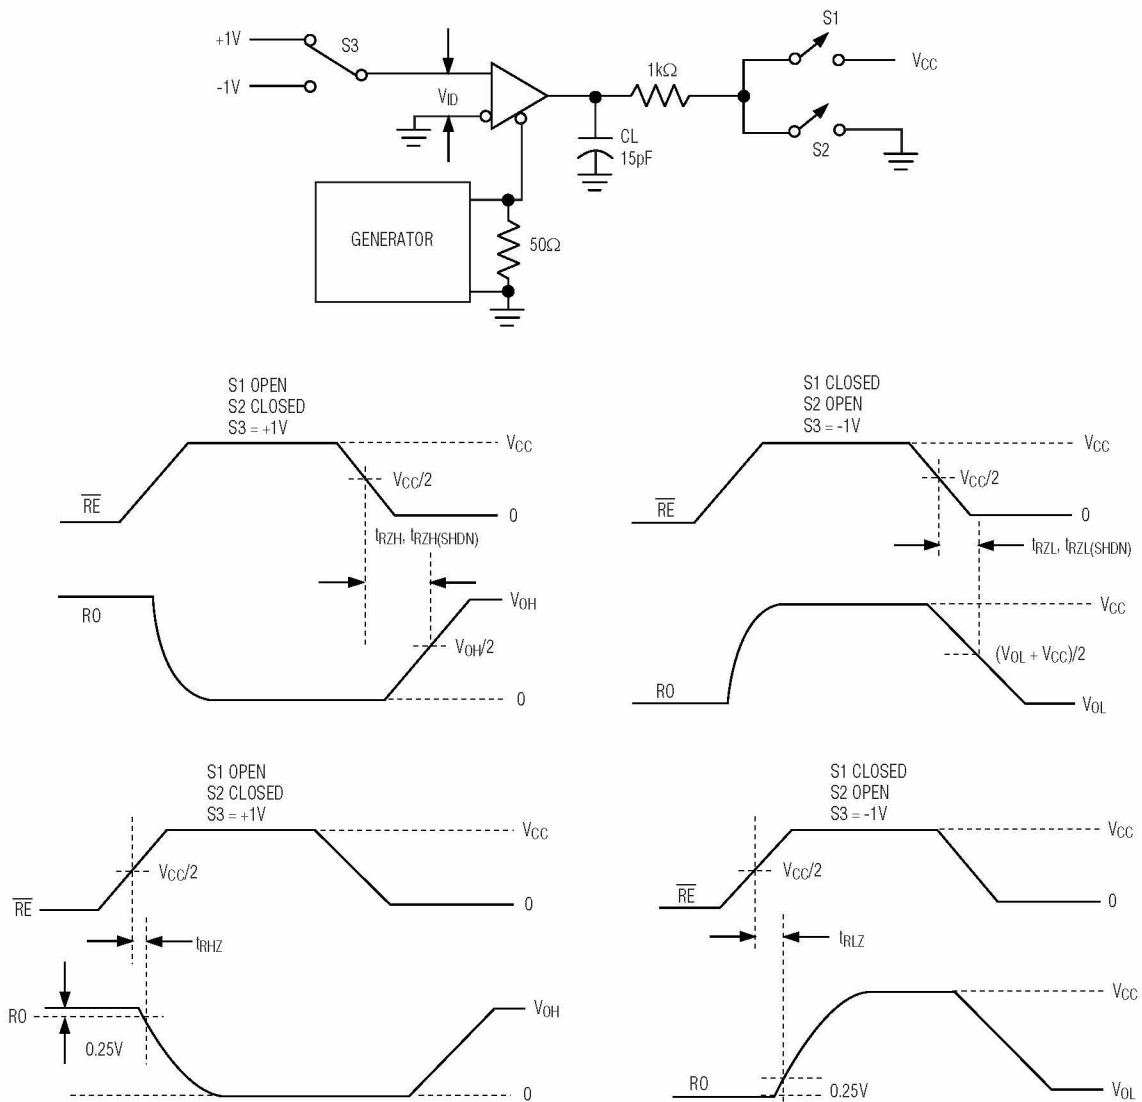 S1
+1V
S3
VCC
1kΩ
-1V
VID
CL
15pF
S2
GENERATOR
50Ω
S1 OPEN
S2 CLOSED
S3 = +1V
VCC
VCC/2
RE
0
tRZH, tRZH(SHDN)
RO
VOH
VOH/2
0
S1 CLOSED
S2 OPEN
S3 = -1V
VCC
VCC/2
RE
0
tRZL, tRZL(SHDN)
VCC
(VOL + VCC)/2
RO
VOL
S1 OPEN
S2 CLOSED
S3 = +1V
VCC
VCC/2
RE
0
tRHZ
RO
VOH
0.25V
0
S1 CLOSED
S2 OPEN
S3 = -1V
VCC
VCC/2
RE
0
tRLZ
VCC
RO
0.25V
VOL